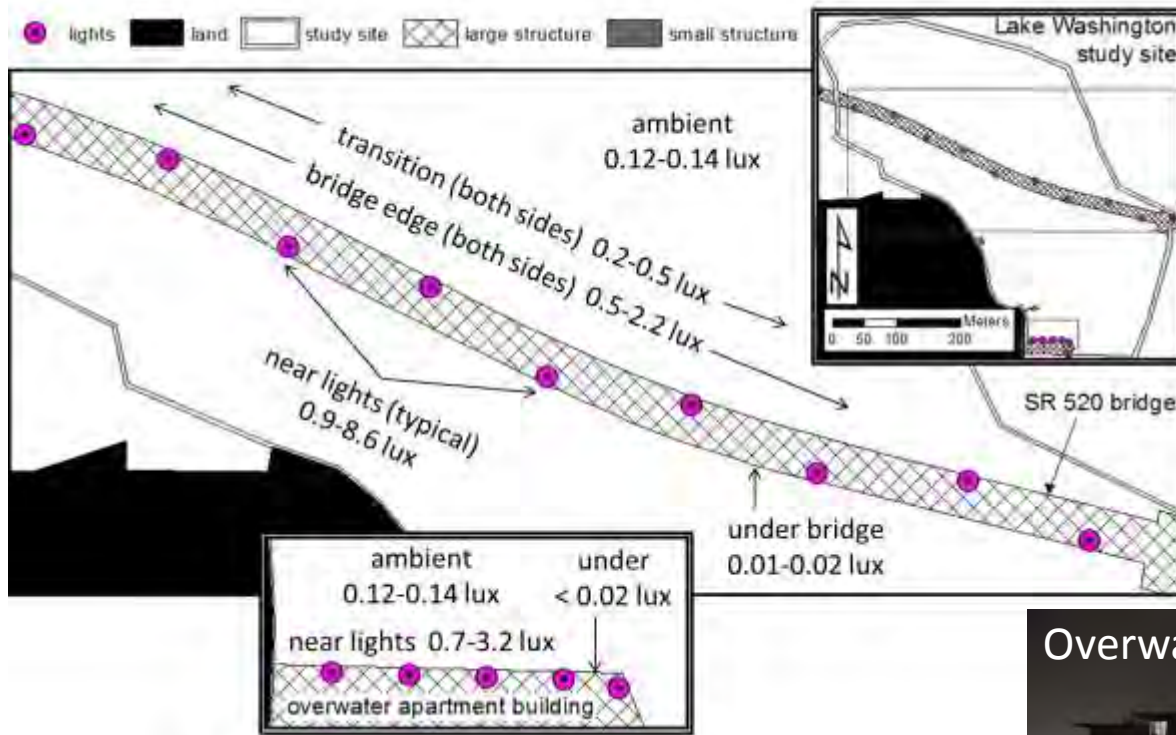 lights land study site large structure small structure
Lake Washington
study site
ambient
0.12-0.14 lux
transition (both sides) 0.2-0.5 lux
bridge edge (both sides) 0.5-2.2 lux
N
Meters
0 50 100 200
near lights (typical)
0.9-8.6 lux
SR 520 bridge
under bridge
0.01-0.02 lux
ambient
0.12-0.14 lux
under
< 0.02 lux
near lights 0.7-3.2 lux
overwater apartment building
Overwa